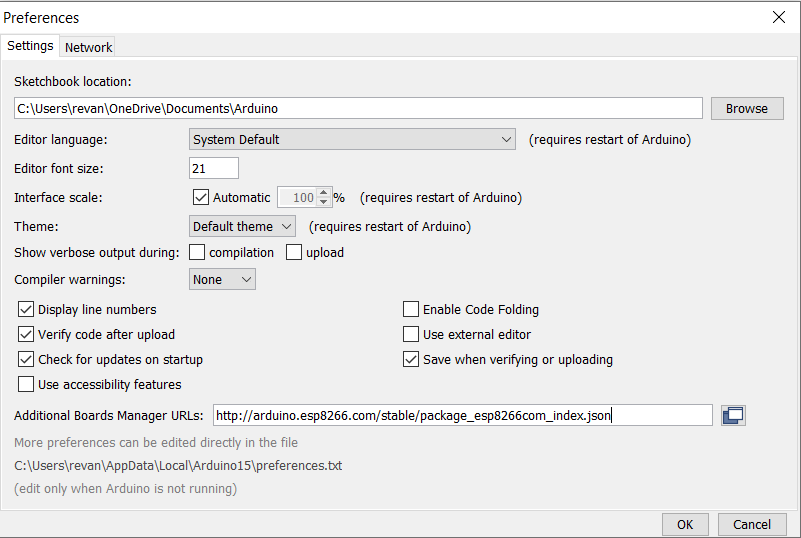 Preferences
Settings Network
Sketchbook location:
C:\Users\revan\OneDrive\Documents\Arduino Browse
Editor language: System Default (requires restart of Arduino)
Editor font size: 21
Interface scale: Automatic 100 % (requires restart of Arduino)
Theme: Default theme (requires restart of Arduino)
Show verbose output during: compilation upload
Compiler warnings: None
Display line numbers Enable Code Folding
Verify code after upload Use external editor
Check for updates on startup Save when verifying or uploading
Use accessibility features
Additional Boards Manager URLs: http://arduino.esp8266.com/stable/package_esp8266com_index.json
More preferences can be edited directly in the file
C:\Users\revan\AppData\Local\Arduino15\preferences.txt
(edit only when Arduino is not running)
OK Cancel